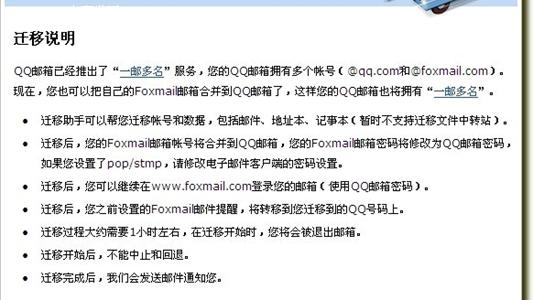 迁移说明
QQ邮箱已经推出了“一邮多名”服务，您的QQ邮箱拥有多个帐号（ @qq.com和@foxmail.com）。
现在，您也可以把自己的Foxmail邮箱合并到QQ邮箱了，这样您的QQ邮箱也将拥有“一邮多名”。
• 迁移助手可以帮您迁移帐号和数据，包括邮件、地址本、记事本（暂时不支持迁移文件中转站）。
• 迁移后，您的Foxmail邮箱帐号将合并到QQ邮箱，您的Foxmail邮箱密码将修改为QQ邮箱密码，
如果您设置了pop/stmp，请修改电子邮件客户端的密码设置。
• 迁移后，您可以继续在www.foxmail.com登录您的邮箱（使用QQ邮箱密码）。
• 迁移后，您之前设置的Foxmail邮件提醒，将转移到您迁移到的QQ号码上。
• 迁移过程大约需要1小时左右，在迁移开始时，您将会被退出邮箱。
• 迁移开始后，不能中止和回退。
• 迁移完成后，我们会发送邮件通知您。